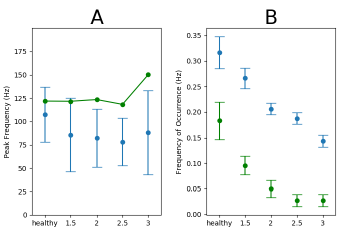 A
Peak Frequency (Hz)
175
150
125
100
75
50
25
0
healthy 1.5 2 2.5 3
B
Frequency of Occurrence (Hz)
0.35
0.30
0.25
0.20
0.15
0.10
0.05
0.00
healthy 1.5 2 2.5 3